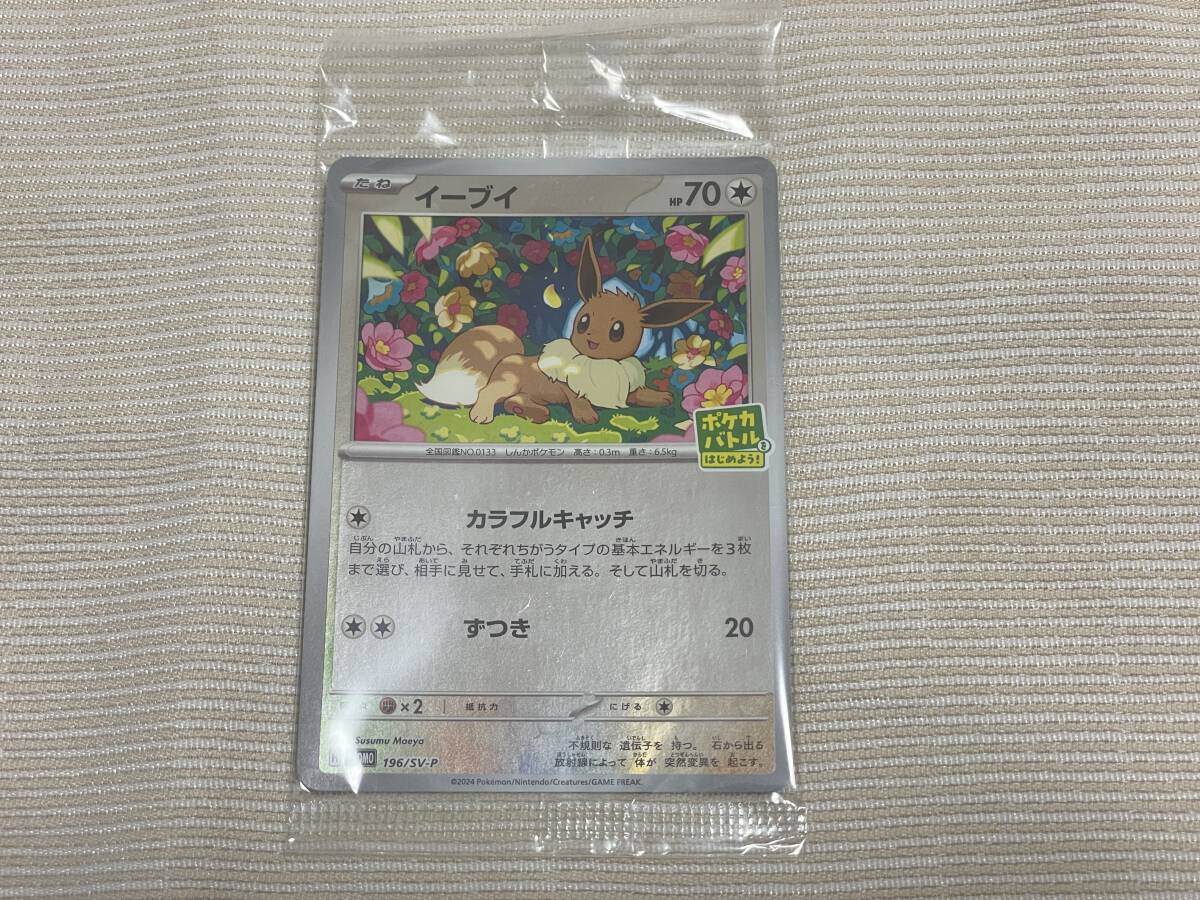 たね
イーブイ
HP 70
ポケカ
バトルを
はじめよう!
全国図鑑NO.0133 しんかポケモン 高さ:0.3m 重さ:6.5kg
カラフルキャッチ
自分の山札から、それぞれちがうタイプの基本エネルギーを3枚
まで選び、相手に見せて、手札に加える。そして山札を切る。
ずつき 20
×2 抵抗力 にげる
Susumu Maeya
196/SV-P
不規則な 遺伝子を 持つ。 石から出る
放射線によって 体が 突然変異を 起こす。
©2024 Pokémon/Nintendo/Creatures/GAME FREAK.